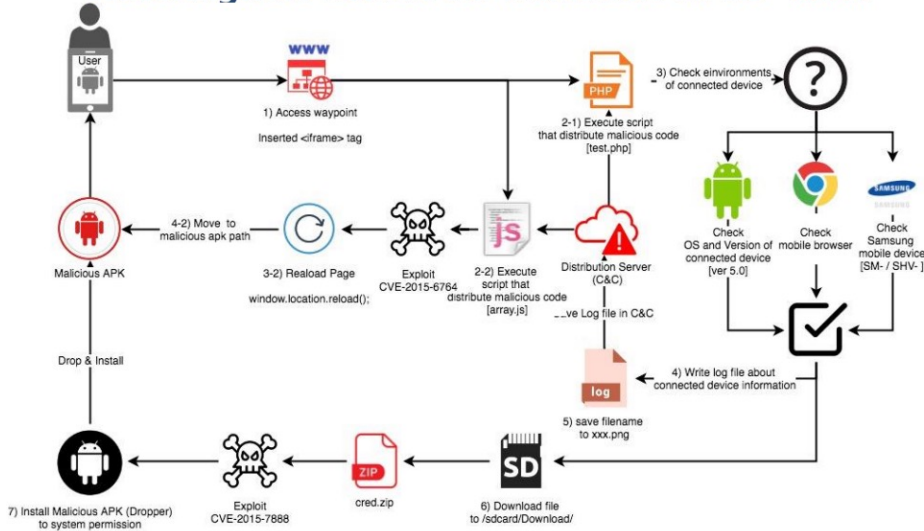 User
WWW
1) Access waypoint
Inserted <iframe> tag
PHP
2-1) Execute script
that distribute malicious code
[test.php]
3) Check einvironments
of connected device
?
Check
OS and Version of
connected device
[ver 5.0]
Check
mobile browser
SAMSUNG
SAMSUNG
Check
Samsung
mobile device
[SM- / SHV- ]
Malicious APK
4-2) Move to
malicious apk path
3-2) Reaload Page
window.location.reload();
Exploit
CVE-2015-6764
js
2-2) Execute
script that
distribute malicious code
[array.js]
Distribution Server
(C&C)
Log file in C&C
Drop & Install
log
4) Write log file about
connected device information
5) save filename
to xxx.png
7) Install Malicious APK (Dropper)
to system permission
Exploit
CVE-2015-7888
ZIP
cred.zip
SD
6) Download file
to /sdcard/Download/